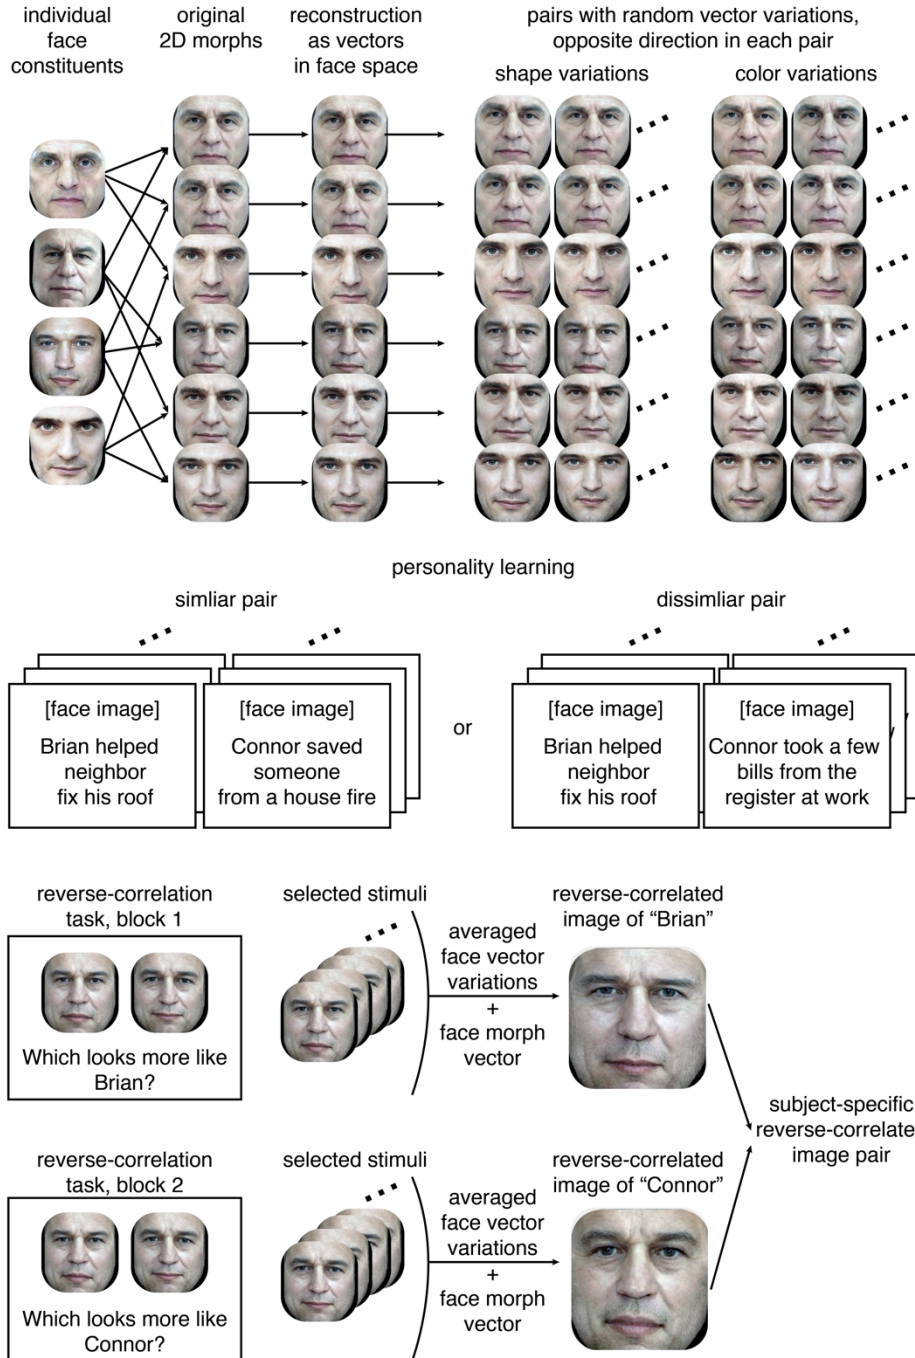 individual
face
constituents
original
2D morphs
reconstruction
as vectors
in face space
pairs with random vector variations,
opposite direction in each pair
shape variations
color variations
personality learning
simliar pair
dissimliar pair
[face image]
Brian helped
neighbor
fix his roof
[face image]
Connor saved
someone
from a house fire
or
[face image]
Brian helped
neighbor
fix his roof
[face image]
Connor took a few
bills from the
register at work
reverse-correlation
task, block 1
Which looks more like
Brian?
selected stimuli
averaged
face vector
variations
+
face morph
vector
reverse-correlated
image of “Brian”
reverse-correlation
task, block 2
Which looks more like
Connor?
selected stimuli
averaged
face vector
variations
+
face morph
vector
reverse-correlated
image of “Connor”
subject-specific
reverse-correlate
image pair